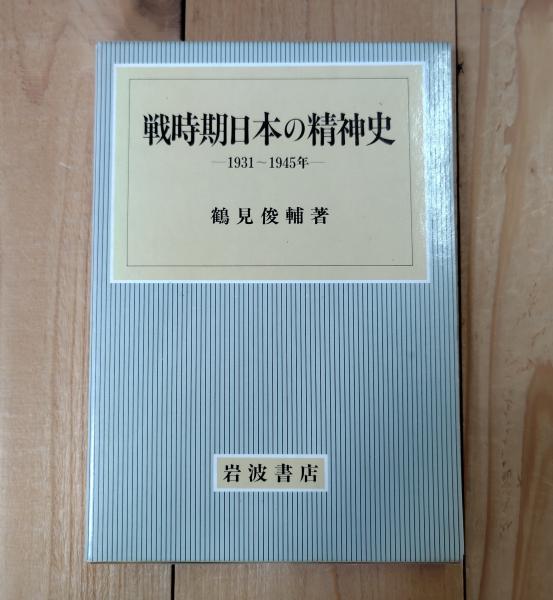 戦時期日本の精神史
―1931～1945年―
鶴見俊輔著
岩波書店